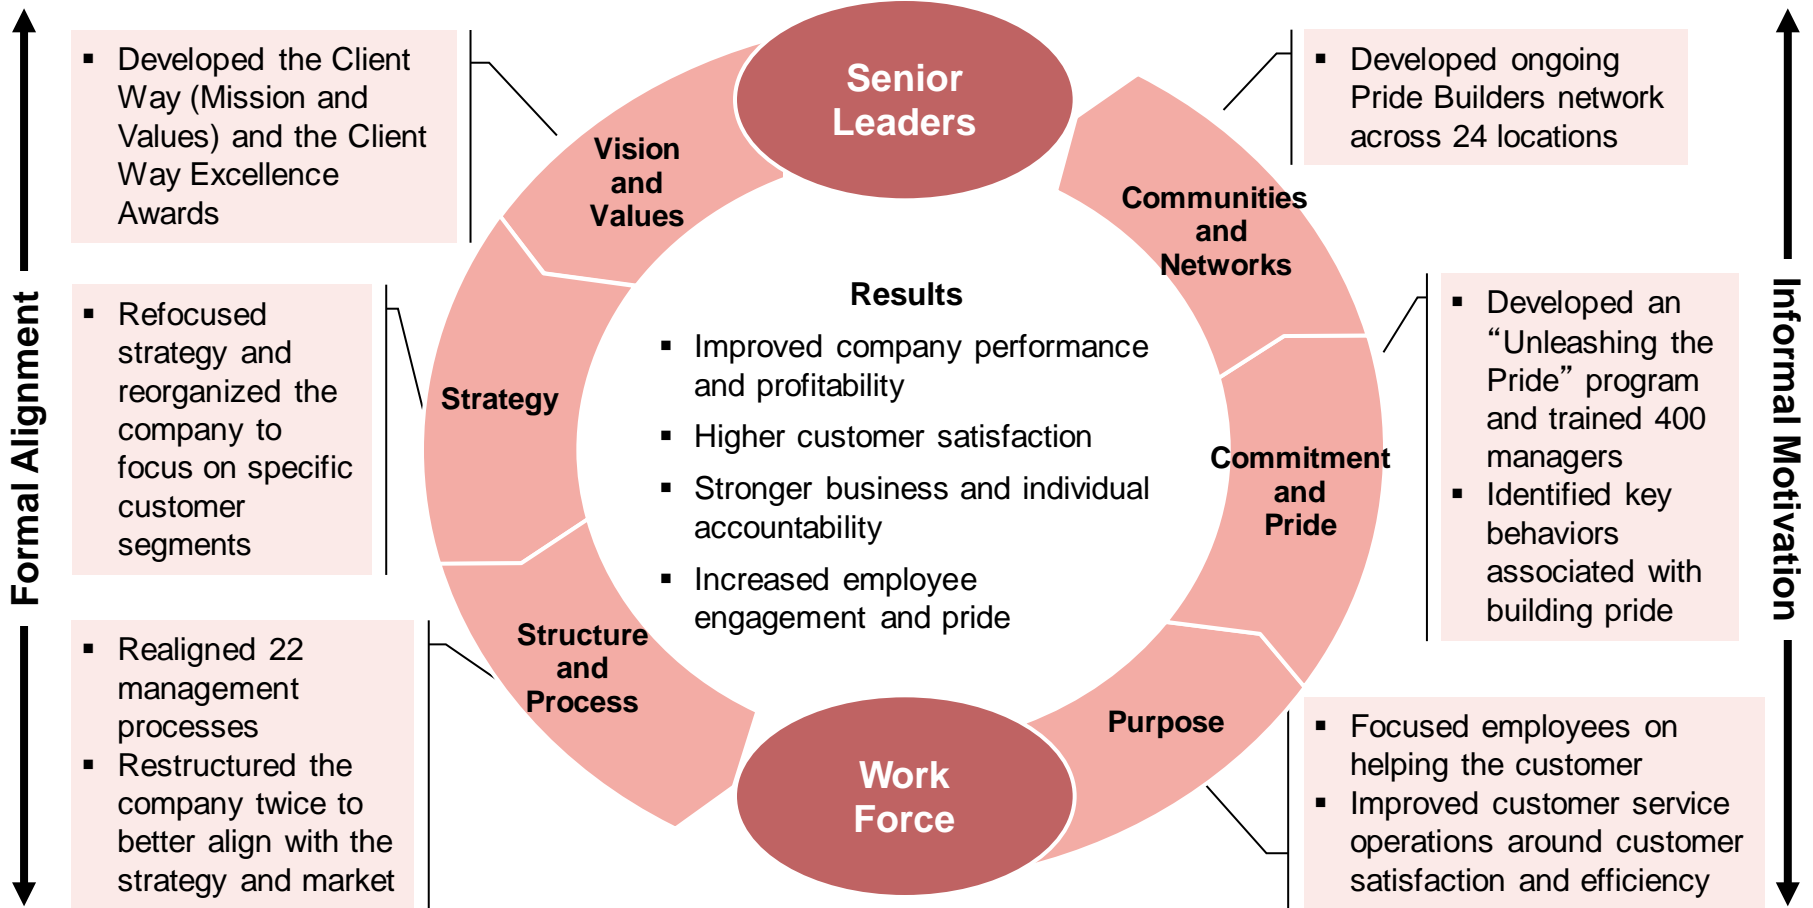 Formal Alignment
▪ Developed the Client
Way (Mission and
Values) and the Client
Way Excellence
Awards
▪ Refocused
strategy and
reorganized the
company to
focus on specific
customer
segments
▪ Realigned 22
management
processes
▪ Restructured the
company twice to
better align with the
strategy and market
Senior
Leaders
Vision
and
Values
Strategy
Structure
and
Process
Results
▪ Improved company performance
and profitability
▪ Higher customer satisfaction
▪ Stronger business and individual
accountability
▪ Increased employee
engagement and pride
Work
Force
Communities
and
Networks
Commitment
and
Pride
Purpose
▪ Developed ongoing
Pride Builders network
across 24 locations
▪ Developed an
“Unleashing the
Pride” program
and trained 400
managers
▪ Identified key
behaviors
associated with
building pride
▪ Focused employees on
helping the customer
▪ Improved customer service
operations around customer
satisfaction and efficiency
Informal Motivation